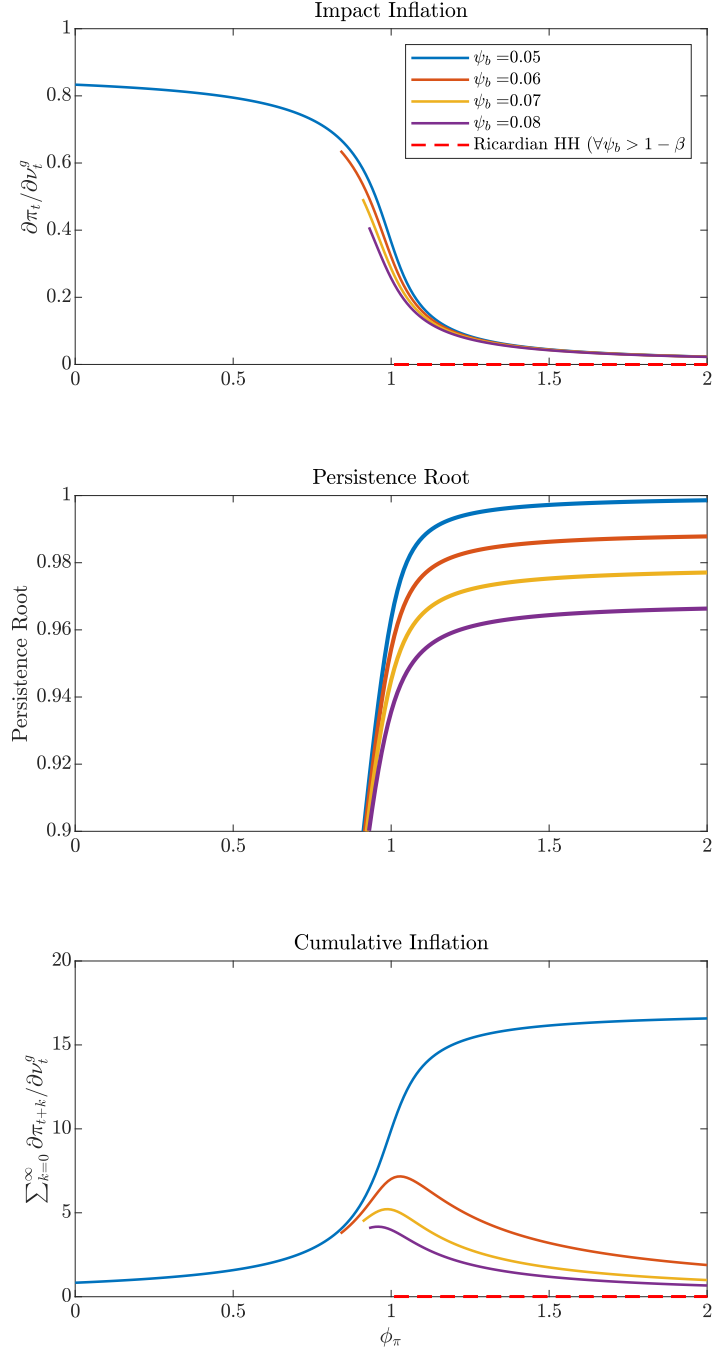 Impact Inflation
∂π_t/∂ν_t^g
1
0.8
0.6
0.4
0.2
0
ψ_b =0.05
ψ_b =0.06
ψ_b =0.07
ψ_b =0.08
Ricardian HH (∀ψ_b > 1 − β
0 0.5 1 1.5 2
Persistence Root
Persistence Root
1
0.98
0.96
0.94
0.92
0.9
0 0.5 1 1.5 2
Cumulative Inflation
∑_{k=0}^∞ ∂π_{t+k}/∂ν_t^g
20
15
10
5
0
0 0.5 1 1.5 2
ϕ_π